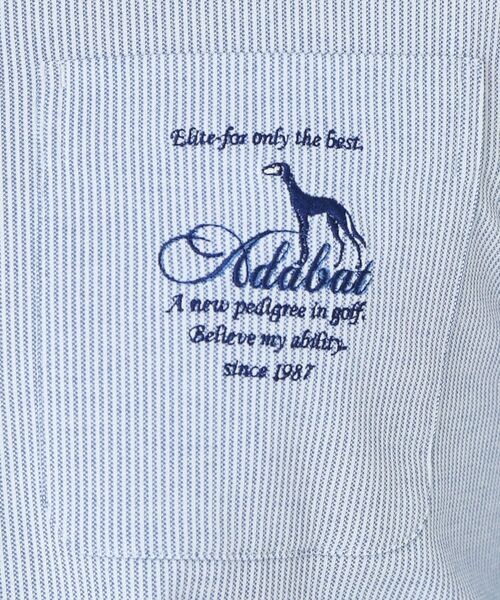 Elite-for only the best.
Adabat
A new pedigree in golf.
Believe my ability.
since 1987